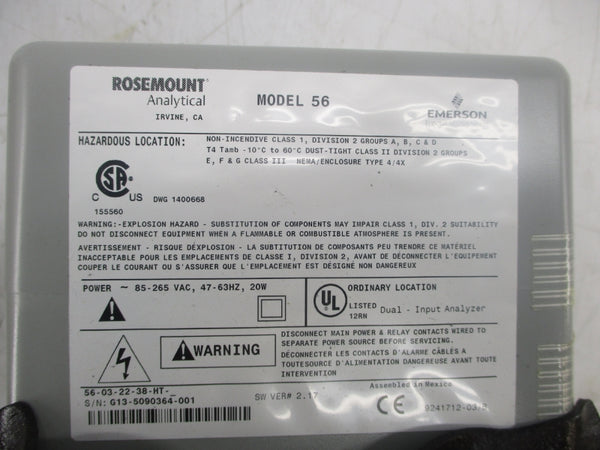 ROSEMOUNT®
Analytical
IRVINE, CA
MODEL 56
EMERSON
HAZARDOUS LOCATION:
NON-INCENDIVE CLASS 1, DIVISION 2 GROUPS A, B, C & D
T4 Tamb -10°C to 60°C DUST-TIGHT CLASS II DIVISION 2 GROUPS
E, F & G CLASS III NEMA/ENCLOSURE TYPE 4/4X
C US
155560
DWG 1400668
WARNING:-EXPLOSION HAZARD - SUBSTITUTION OF COMPONENTS MAY IMPAIR CLASS 1, DIV. 2 SUITABILITY
DO NOT DISCONNECT EQUIPMENT WHEN A FLAMMABLE OR COMBUSTIBLE ATMOSPHERE IS PRESENT.
AVERTISSEMENT - RISQUE DÉXPLOSION - LA SUBSTITUTION DE COMPOSANTS PEU TRENDRE CE MATÉRIEL
INACCEPTABLE POUR LES EMPLACEMENTS DE CLASSE I, DIVISION 2, AVANT DE DÉCONNECTER L'EQUIPEMENT
COUPER LE COURANT OU S'ASSURER QUE L'EMPLACEMENT EST DÉSIGNÉ NON DANGEREUX
POWER ~ 85-265 VAC, 47-63HZ, 20W
UL
LISTED
12RN
ORDINARY LOCATION
Dual - Input Analyzer
WARNING
DISCONNECT MAIN POWER & RELAY CONTACTS WIRED TO
SEPARATE POWER SOURCE BEFORE SERVICING.
DÉCONNECTER LES CONTACTS D'ALARME CÂBLÉS À
TOUTESOURCE D'ALIMENTATION DANGEREUSE AVANT TOUTE
INTERVENTION
56-03-22-38-HT-_
S/N: G13-5090364-001
SW VER# 2.17
Assembled in Mexico
CE
9241712-03/B